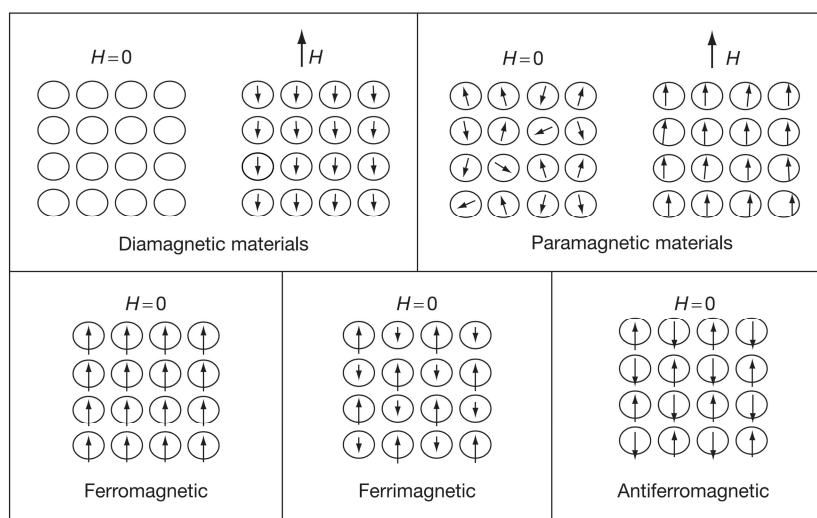 H=0
H
H=0
H
Diamagnetic materials
Paramagnetic materials
H=0
H=0
H=0
Ferromagnetic
Ferrimagnetic
Antiferromagnetic